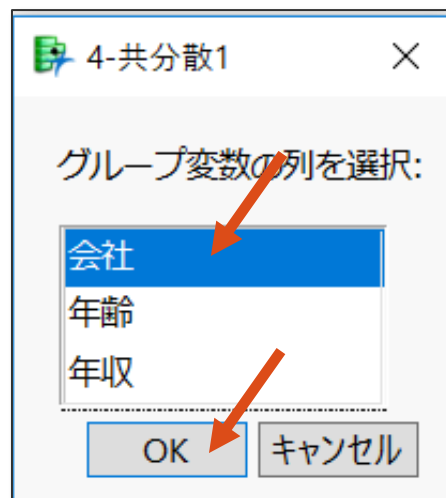 4-共分散1
グループ変数の列を選択:
会社
年齢
年収
OK キャンセル